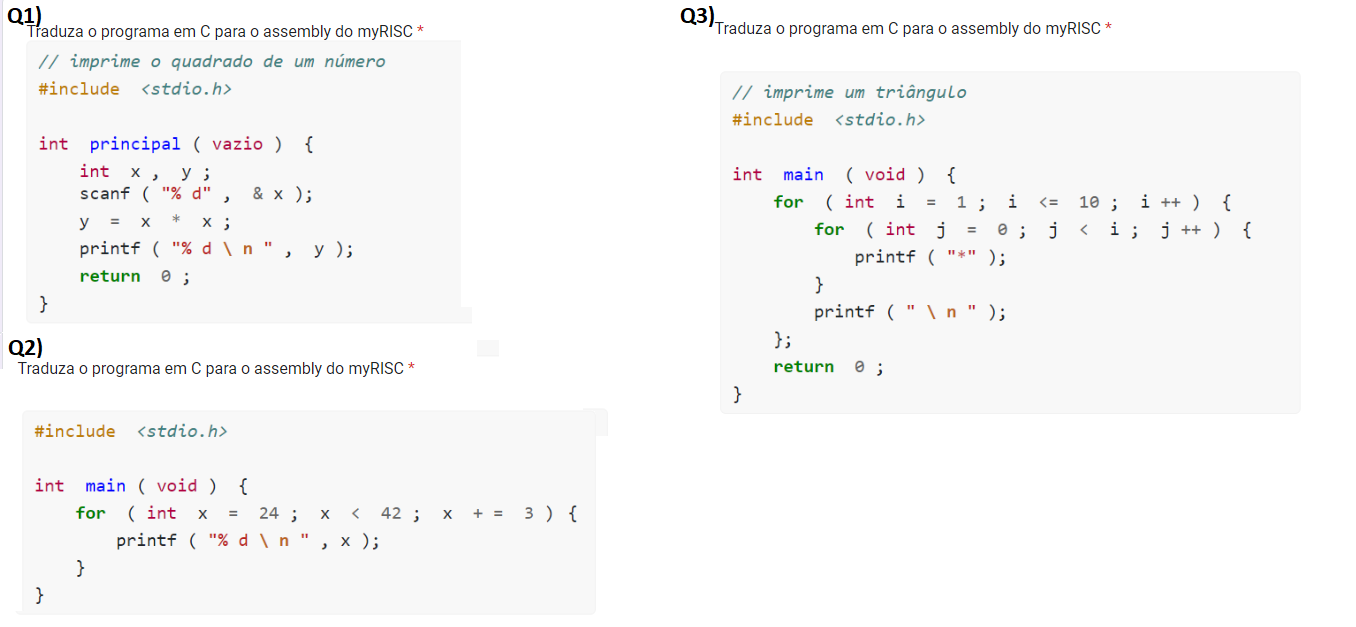 Q1)
Traduza o programa em C para o assembly do myRISC *
// imprime o quadrado de um número
#include <stdio.h>
int principal ( vazio ) {
int x , y ;
scanf ( "% d" , & x );
y = x * x ;
printf ( "% d \ n " , y );
return 0 ;
}
Q2)
Traduza o programa em C para o assembly do myRISC *
#include <stdio.h>
int main ( void ) {
for ( int x = 24 ; x < 42 ; x + = 3 ) {
printf ( "% d \ n " , x );
}
}
Q3)
Traduza o programa em C para o assembly do myRISC *
// imprime um triângulo
#include <stdio.h>
int main ( void ) {
for ( int i = 1 ; i <= 10 ; i ++ ) {
for ( int j = 0 ; j < i ; j ++ ) {
printf ( "*" );
}
printf ( " \ n " );
};
return 0 ;
}